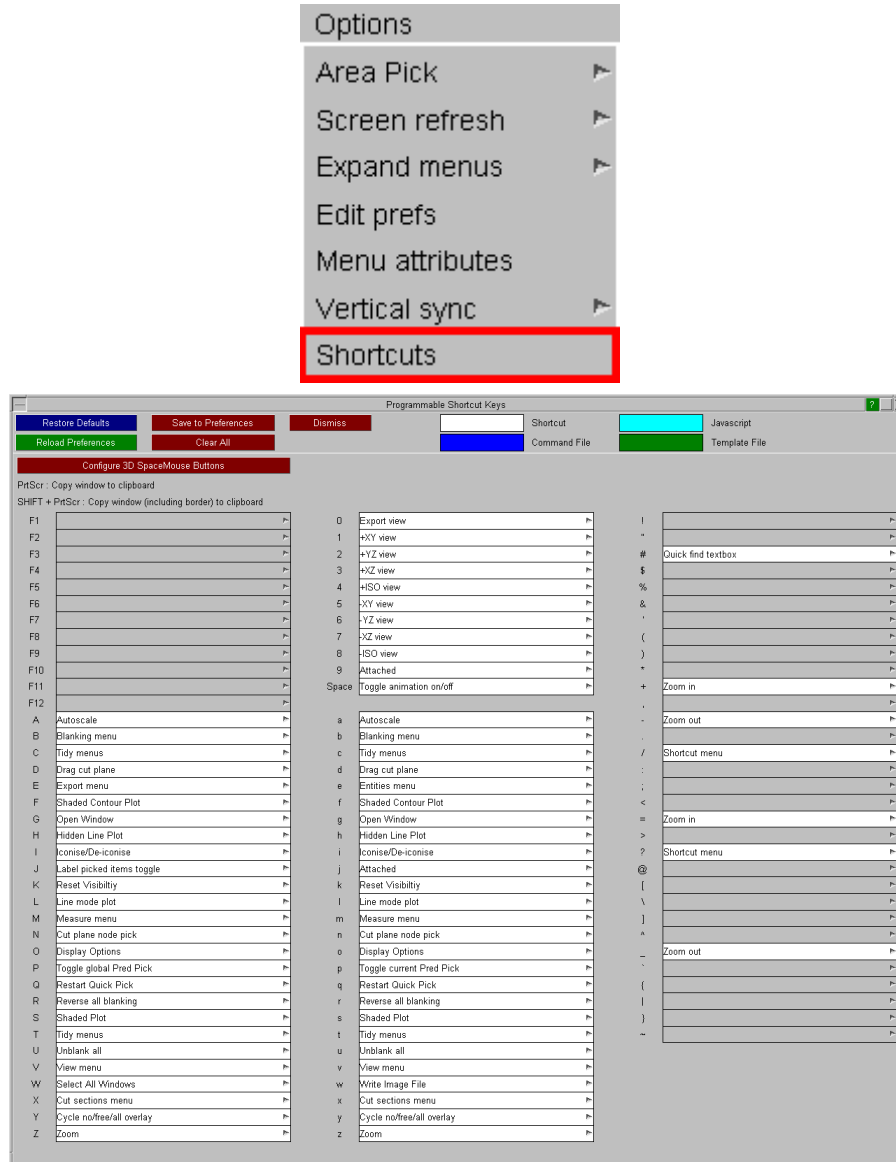 Options
Area Pick
Screen refresh
Expand menus
Edit prefs
Menu attributes
Vertical sync
Shortcuts
Programmable Shortcut Keys ?
Restore Defaults Save to Preferences Dismiss Shortcut Javascript
Reload Preferences Clear All Command File Template File
Configure 3D SpaceMouse Buttons
PrtScr : Copy window to clipboard
SHIFT + PrtScr : Copy window (including border) to clipboard
F1 0 Export view !
F2 1 +XY view "
F3 2 +YZ view # Quick find textbox
F4 3 +XZ view $
F5 4 +ISO view %
F6 5 -XY view &
F7 6 -YZ view '
F8 7 -XZ view (
F9 8 -ISO view )
F10 9 Attached *
F11 Space Toggle animation on/off + Zoom in
F12 ,
A Autoscale a Autoscale - Zoom out
B Blanking menu b Blanking menu .
C Tidy menus c Tidy menus / Shortcut menu
D Drag cut plane d Drag cut plane :
E Export menu e Entities menu ;
F Shaded Contour Plot f Shaded Contour Plot <
G Open Window g Open Window = Zoom in
H Hidden Line Plot h Hidden Line Plot >
I Iconise/De-iconise i Iconise/De-iconise ? Shortcut menu
J Label picked items toggle j Attached @
K Reset Visibiltiy k Reset Visibiltiy [
L Line mode plot l Line mode plot \
M Measure menu m Measure menu ]
N Cut plane node pick n Cut plane node pick ^
O Display Options o Display Options _ Zoom out
P Toggle global Pred Pick p Toggle current Pred Pick `
Q Restart Quick Pick q Restart Quick Pick {
R Reverse all blanking r Reverse all blanking |
S Shaded Plot s Shaded Plot }
T Tidy menus t Tidy menus ~
U Unblank all u Unblank all
V View menu v View menu
W Select All Windows w Write Image File
X Cut sections menu x Cut sections menu
Y Cycle no/free/all overlay y Cycle no/free/all overlay
Z Zoom z Zoom